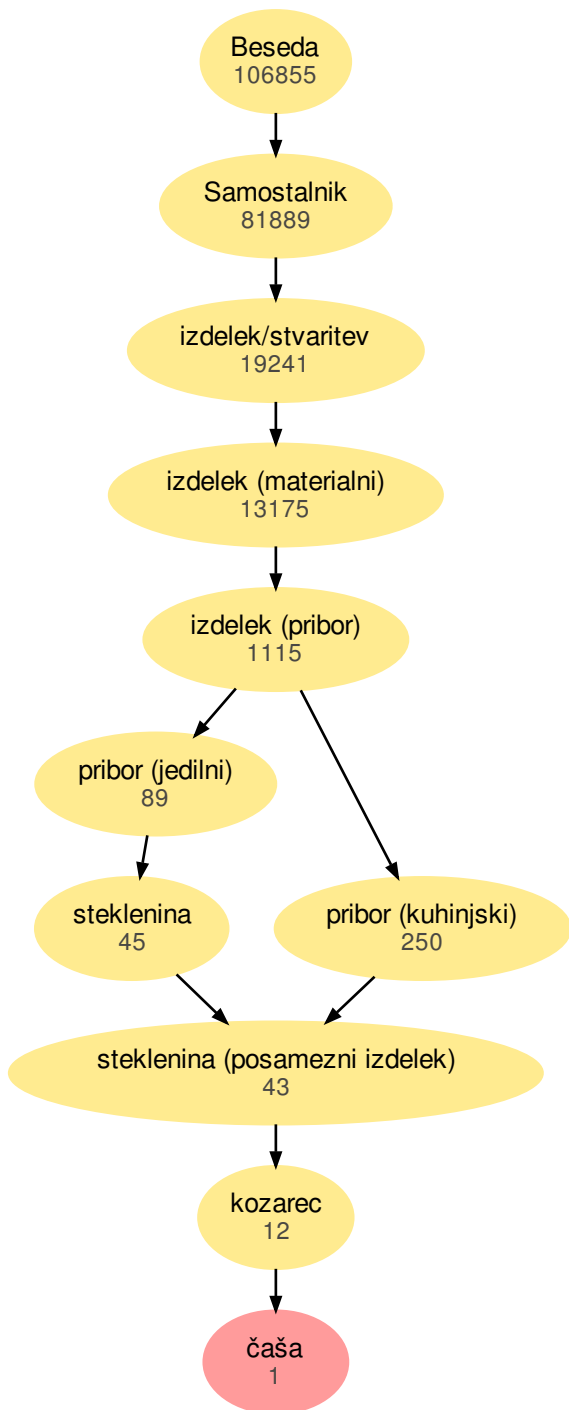 Beseda
106855
Samostalnik
81889
izdelek/stvaritev
19241
izdelek (materialni)
13175
izdelek (pribor)
1115
pribor (jedilni)
89
steklenina
45
pribor (kuhinjski)
250
steklenina (posamezni izdelek)
43
kozarec
12
čaša
1